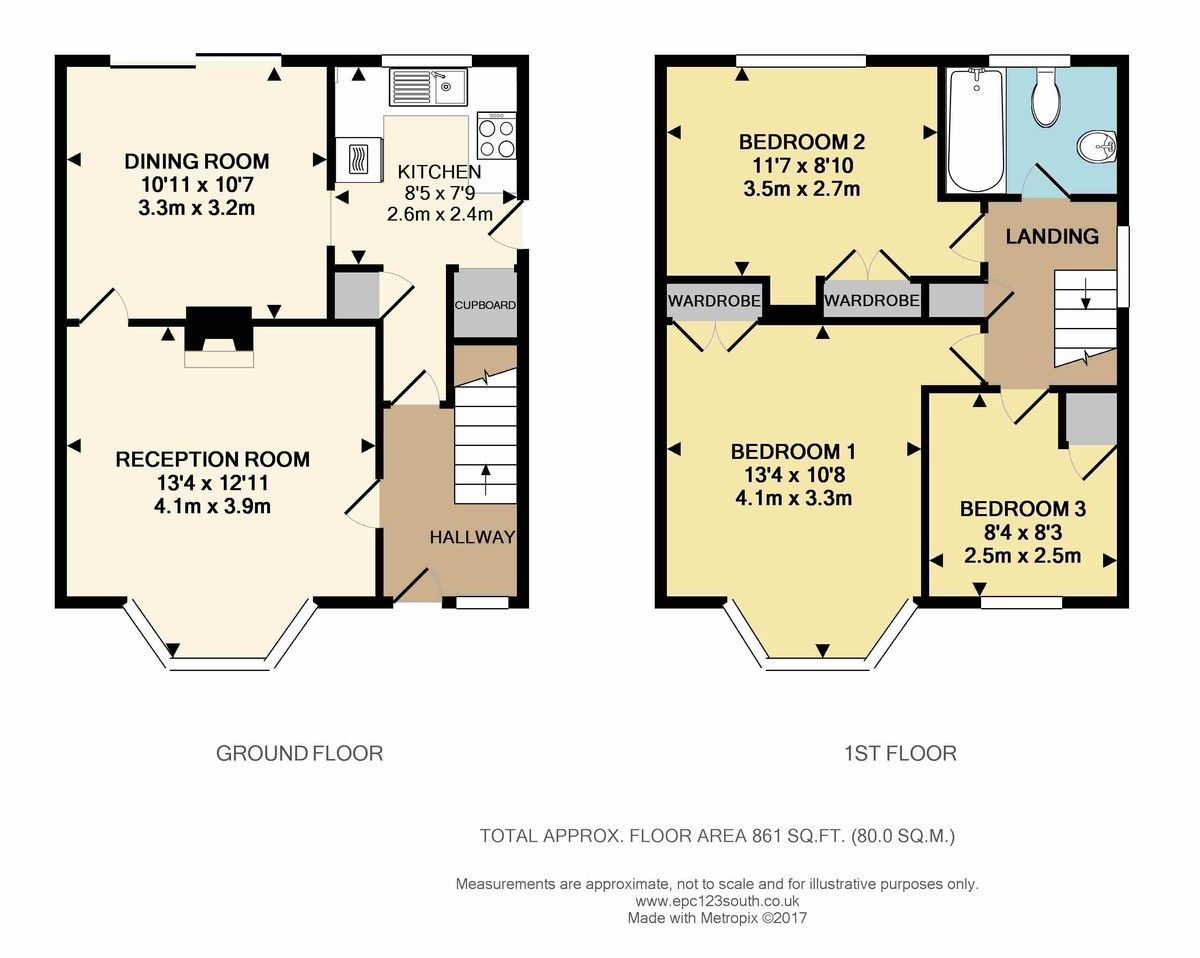 DINING ROOM
10'11 x 10'7
3.3m x 3.2m
KITCHEN
8'5 x 7'9
2.6m x 2.4m
CUPBOARD
RECEPTION ROOM
13'4 x 12'11
4.1m x 3.9m
HALLWAY
BEDROOM 2
11'7 x 8'10
3.5m x 2.7m
LANDING
WARDROBE
WARDROBE
BEDROOM 1
13'4 x 10'8
4.1m x 3.3m
BEDROOM 3
8'4 x 8'3
2.5m x 2.5m
GROUND FLOOR
1ST FLOOR
TOTAL APPROX. FLOOR AREA 861 SQ.FT. (80.0 SQ.M.)
Measurements are approximate, not to scale and for illustrative purposes only.
www.epc123south.co.uk
Made with Metropix ©2017